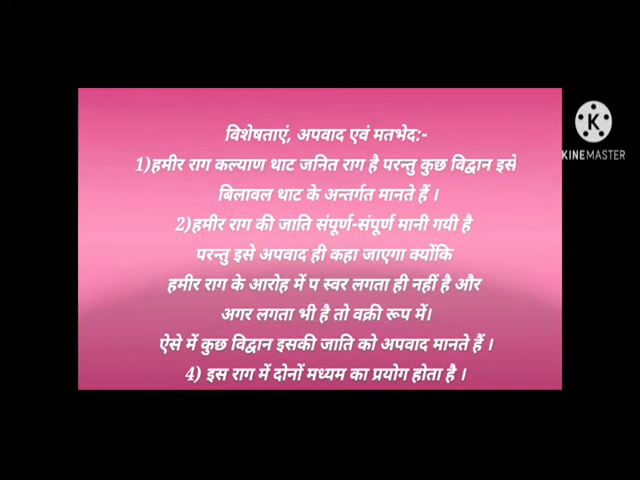 विशेषताएं, अपवाद एवं मतभेद:-
1)हमीर राग कल्याण थाट जनित राग है परन्तु कुछ विद्वान इसे
बिलावल थाट के अन्तर्गत मानते हैं ।
2)हमीर राग की जाति संपूर्ण-संपूर्ण मानी गयी है
परन्तु इसे अपवाद ही कहा जाएगा क्योंकि
हमीर राग के आरोह में प स्वर लगता ही नहीं है और
अगर लगता भी है तो वक्री रूप में।
ऐसे में कुछ विद्वान इसकी जाति को अपवाद मानते हैं ।
4) इस राग में दोनों मध्यम का प्रयोग होता है ।
K
KINEMASTER